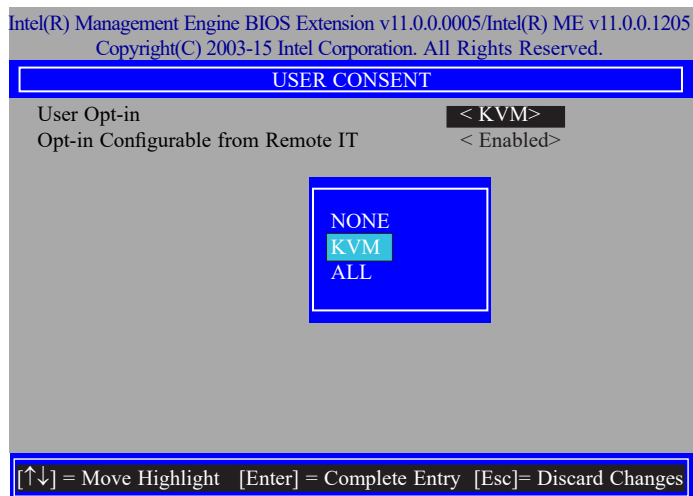 Intel(R) Management Engine BIOS Extension v11.0.0.0005/Intel(R) ME v11.0.0.1205
Copyright(C) 2003-15 Intel Corporation. All Rights Reserved.
USER CONSENT
User Opt-in < KVM>
Opt-in Configurable from Remote IT < Enabled>
NONE
KVM
ALL
[↑↓] = Move Highlight [Enter] = Complete Entry [Esc]= Discard Changes